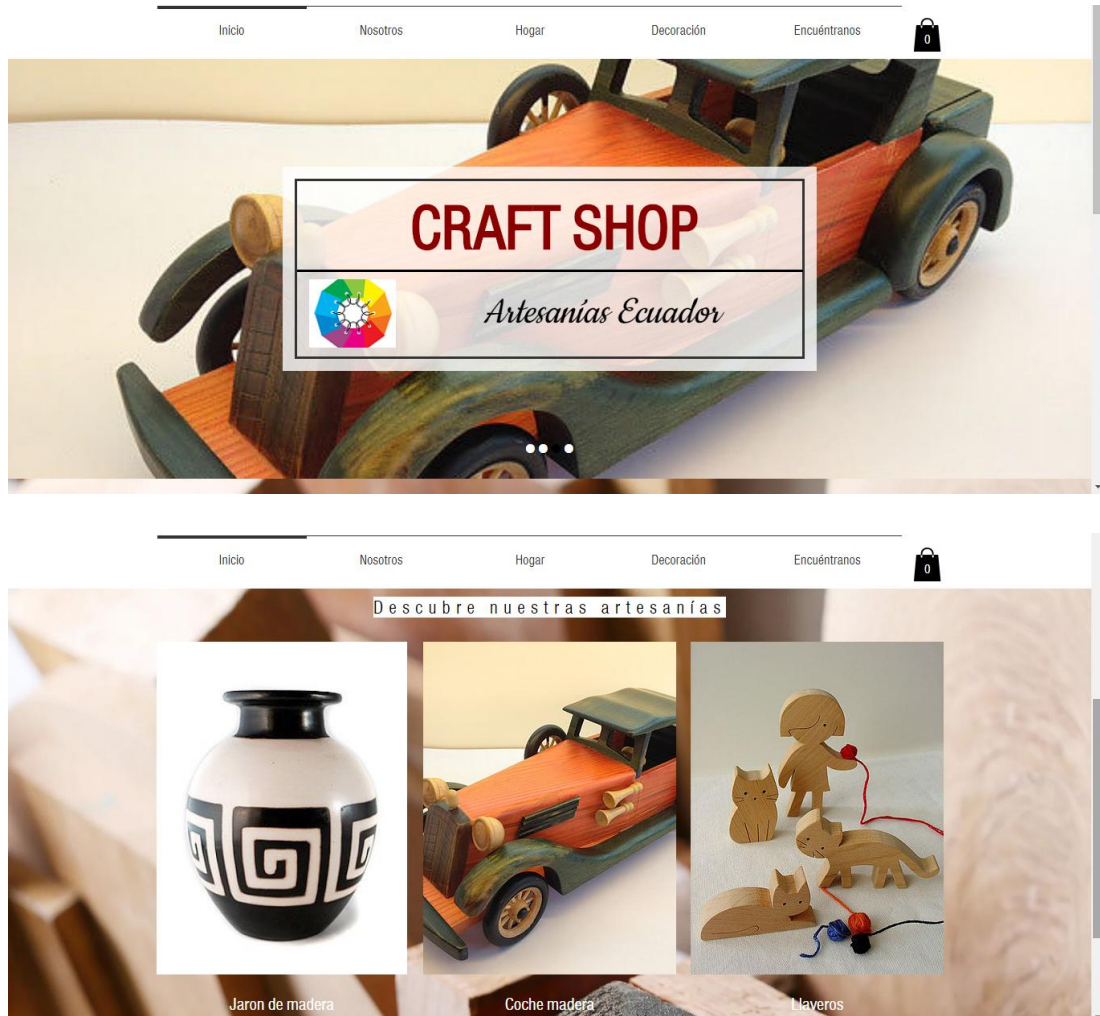 Inicio Nosotros Hogar Decoración Encuéntranos 0
CRAFT SHOP
Artesanías Ecuador
Inicio Nosotros Hogar Decoración Encuéntranos 0
Descubre nuestras artesanías
Jaron de madera Coche madera Llaveros